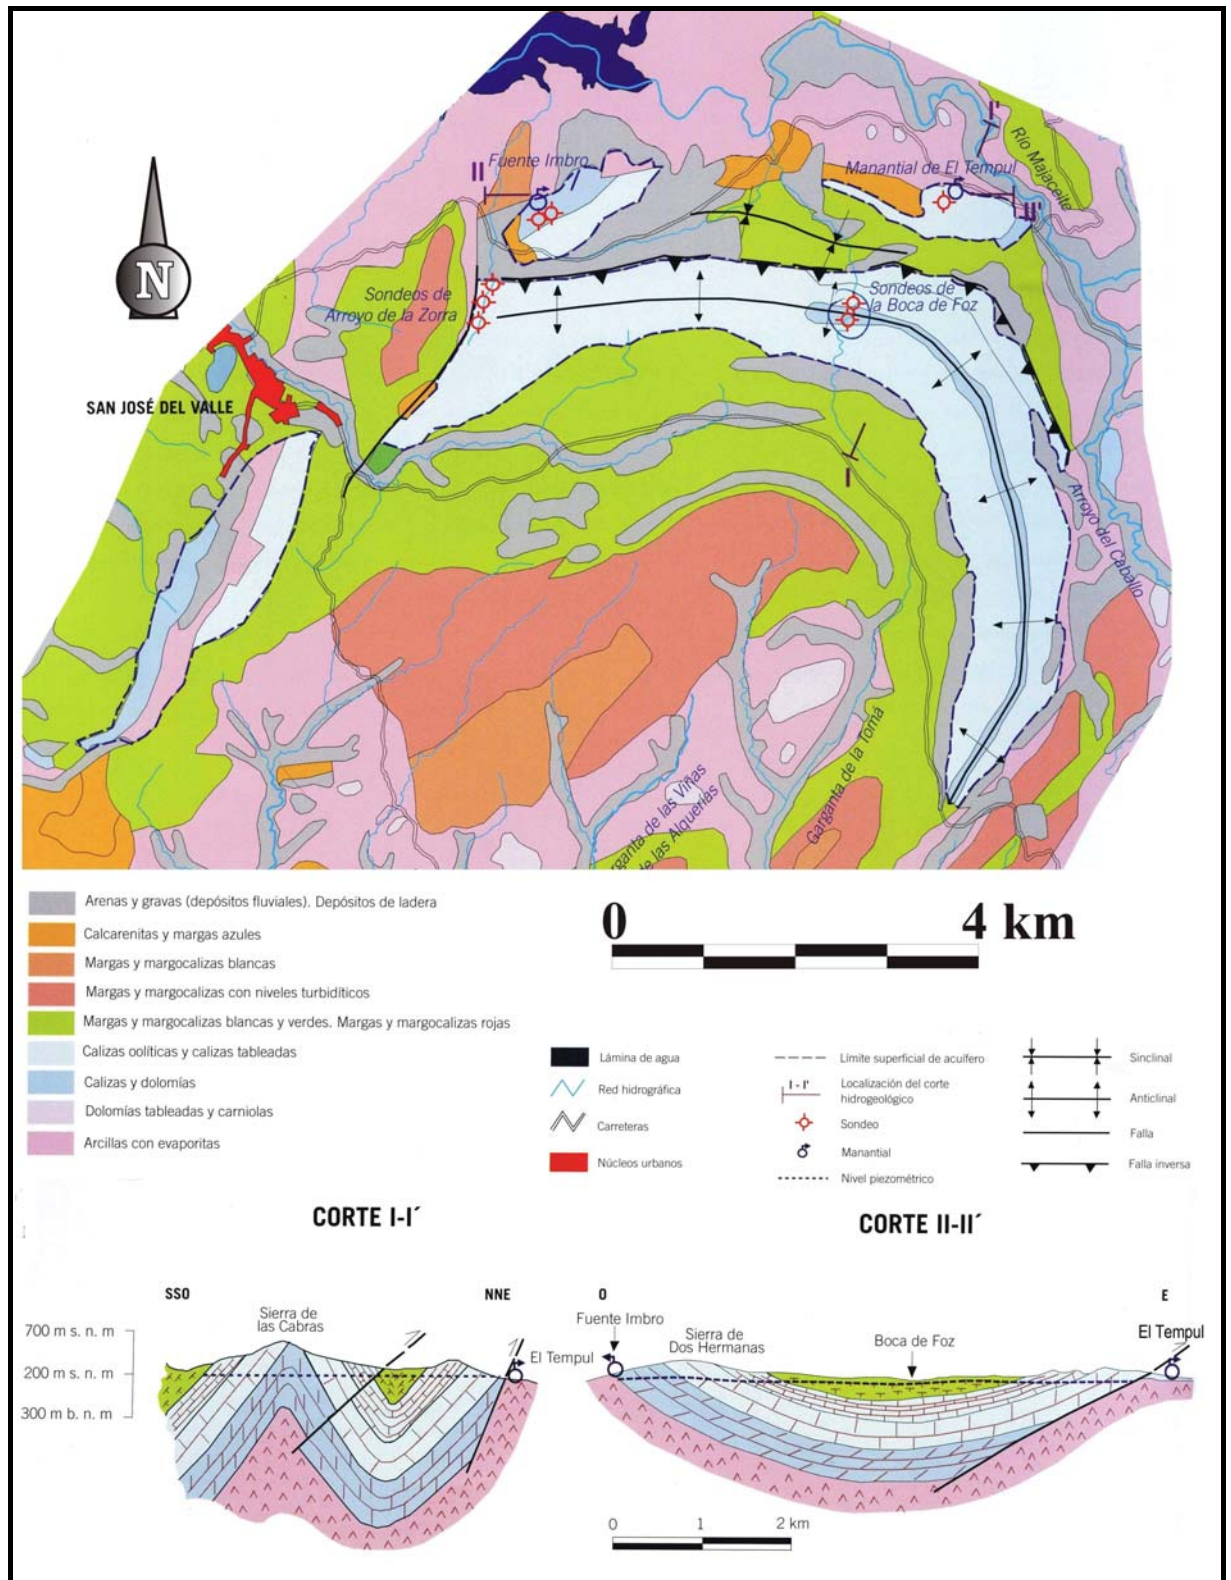 I'
Río Majaceite
II
Fuente Imbro
Manantial de El Tempul
II'
N
Sondeos de
Arroyo de la Zorra
Sondeos de
la Boca de Foz
SAN JOSÉ DEL VALLE
I
Arroyo del Caballo
Garganta de la Tomá
rganta de las Viñas
de las Alquerías
Arenas y gravas (depósitos fluviales). Depósitos de ladera
Calcarenitas y margas azules
Margas y margocalizas blancas
Margas y margocalizas con niveles turbidíticos
Margas y margocalizas blancas y verdes. Margas y margocalizas rojas
Calizas oolíticas y calizas tableadas
Calizas y dolomías
Dolomías tableadas y carniolas
Arcillas con evaporitas
0 4 km
Lámina de agua
Red hidrográfica
Carreteras
Núcleos urbanos
Límite superficial de acuífero
I - I'
Localización del corte
hidrogeológico
Sondeo
Manantial
Nivel piezométrico
Sinclinal
Anticlinal
Falla
Falla inversa
CORTE I-I´
SSO
NNE
Sierra de
las Cabras
700 m s. n. m
200 m s. n. m
300 m b. n. m
El Tempul
CORTE II-II´
O
E
Fuente Imbro
Sierra de
Dos Hermanas
Boca de Foz
El Tempul
0 1 2 km